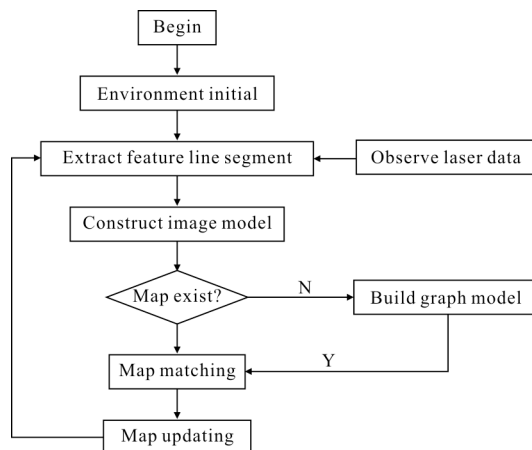 Begin
Environment initial
Extract feature line segment
Observe laser data
Construct image model
Map exist?
N
Build graph model
Y
Map matching
Map updating